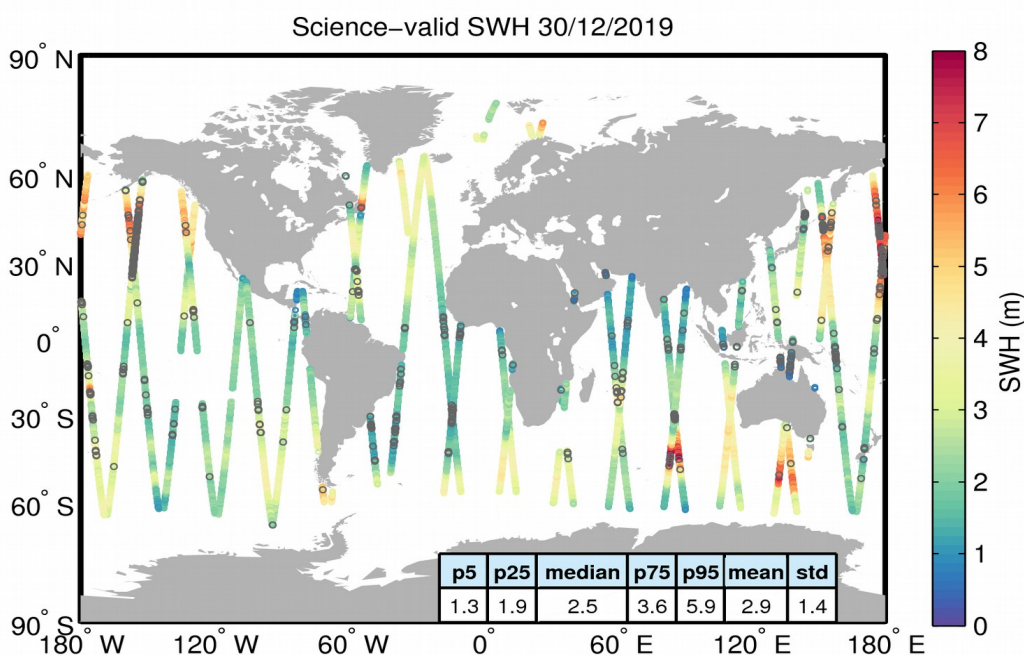 Science−valid SWH 30/12/2019
90° N
60° N
30° N
0°
30° S
60° S
90° S
180° W
120° W
60° W
0°
60° E
120° E
180° E
p5 p25 median p75 p95 mean std
1.3 1.9 2.5 3.6 5.9 2.9 1.4
8
7
6
5
4
3
2
1
0
SWH (m)